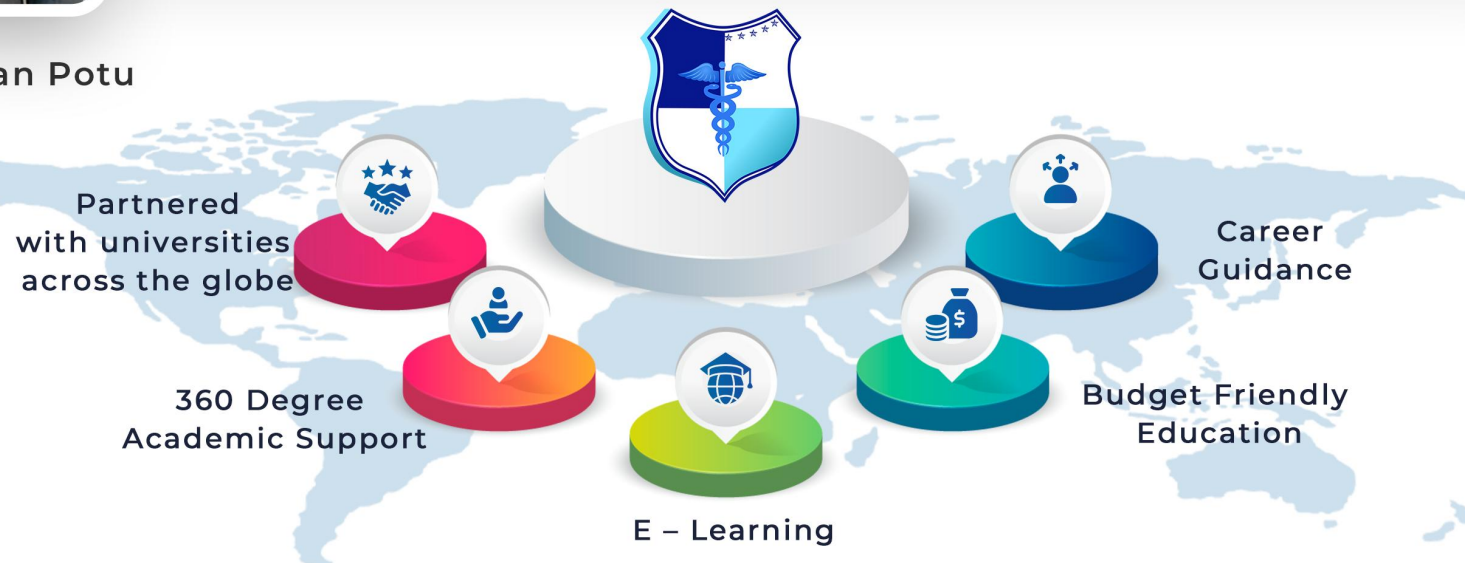 an Potu
Partnered
with universities
across the globe
360 Degree
Academic Support
E – Learning
Budget Friendly
Education
Career
Guidance